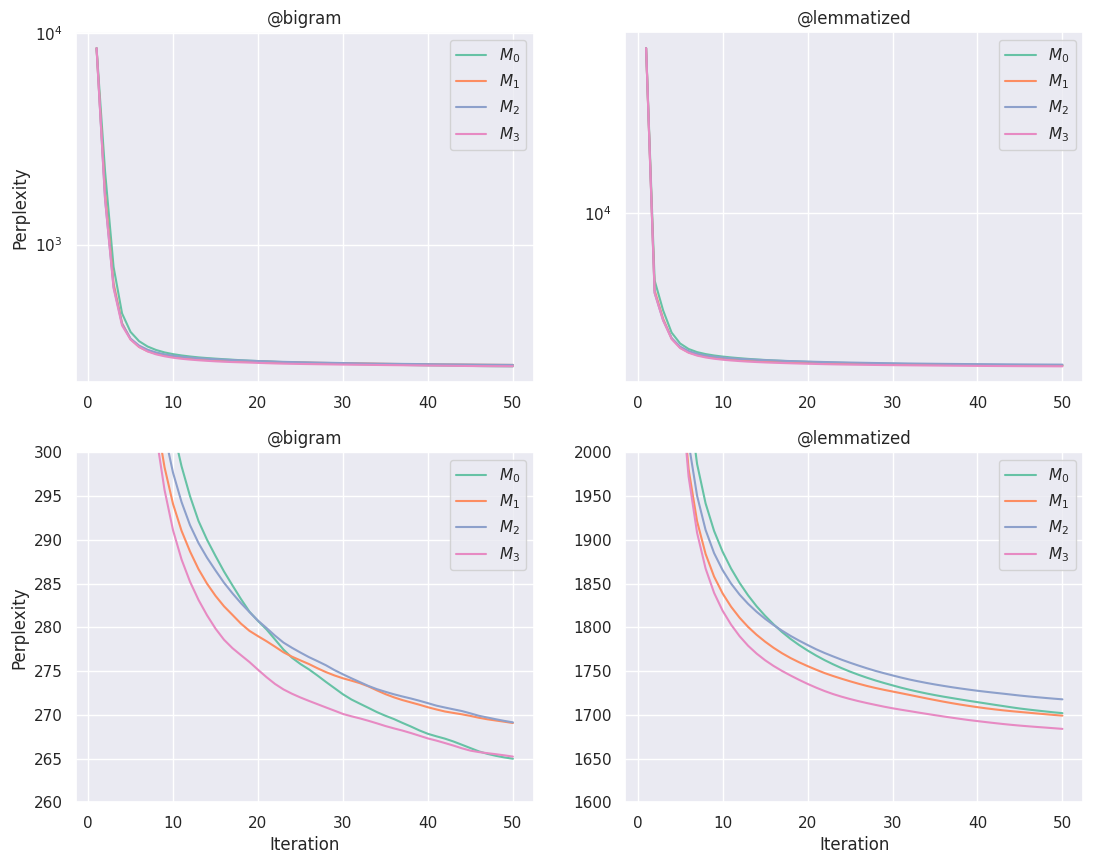 @bigram
10^4
10^3
Perplexity
M_0
M_1
M_2
M_3
0 10 20 30 40 50
@lemmatized
10^4
M_0
M_1
M_2
M_3
0 10 20 30 40 50
@bigram
300
295
290
285
280
275
270
265
260
Perplexity
M_0
M_1
M_2
M_3
0 10 20 30 40 50
Iteration
@lemmatized
2000
1950
1900
1850
1800
1750
1700
1650
1600
M_0
M_1
M_2
M_3
0 10 20 30 40 50
Iteration